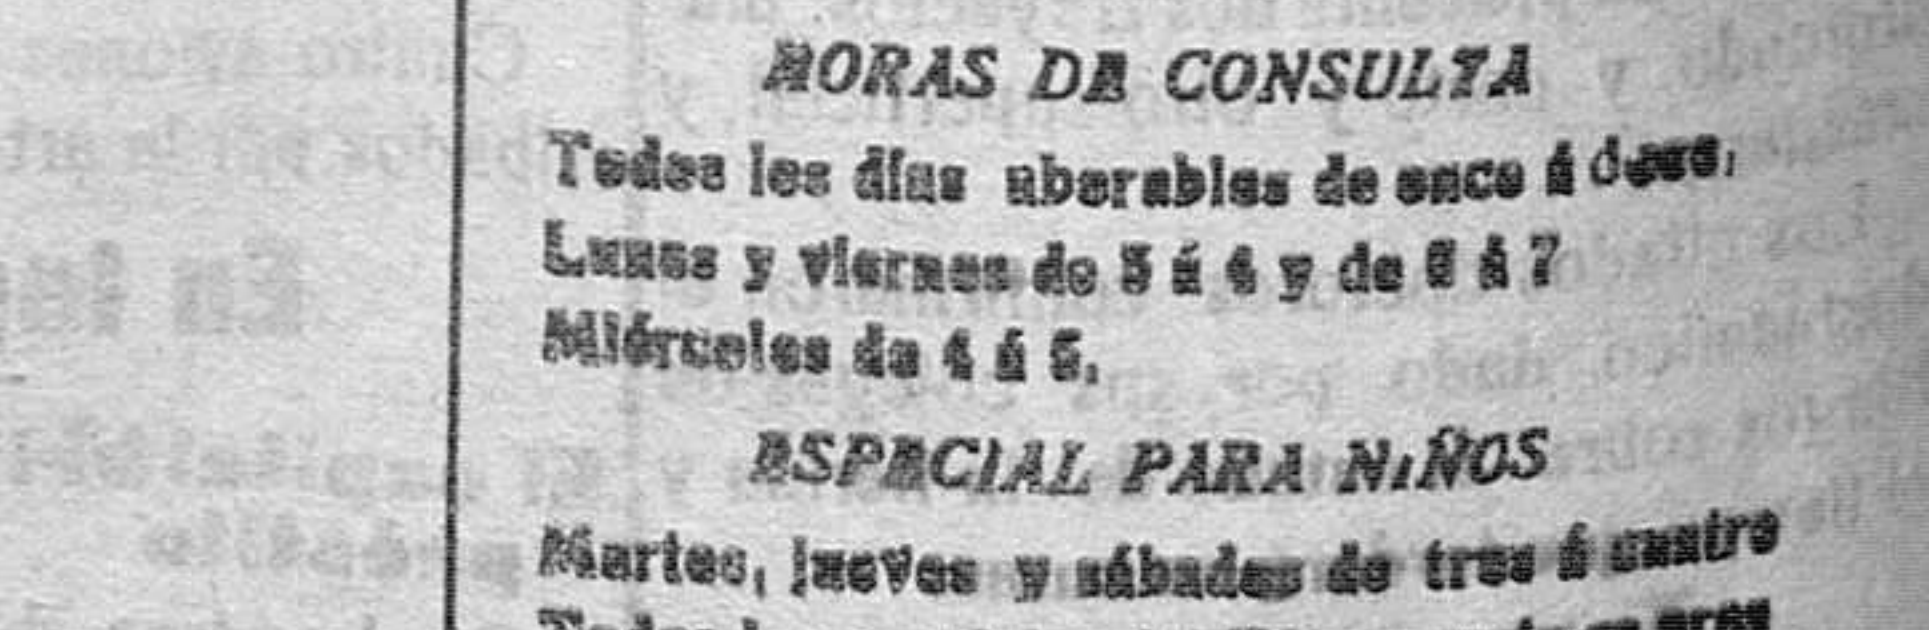 HORAS DE CONSULTA
Todos los días aborables de once á doce.
Lunes y viernes de 3 á 4 y de 6 á 7
Miércoles de 4 á 5.
ESPECIAL PARA NIÑOS
Martes, jueves y sábados de tres á cuatro